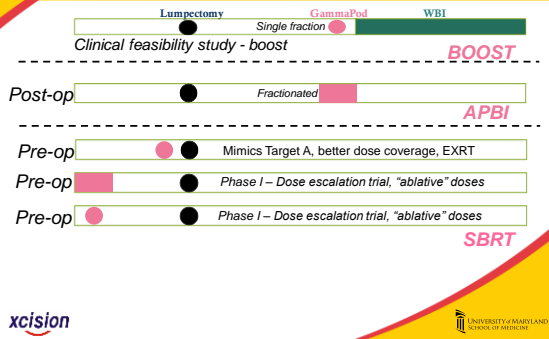 Lumpectomy GammaPod WBI
Single fraction
Clinical feasibility study - boost
BOOST
Post-op Fractionated
APBI
Pre-op Mimics Target A, better dose coverage, EXRT
Pre-op Phase I – Dose escalation trial, “ablative” doses
Pre-op Phase I – Dose escalation trial, “ablative” doses
SBRT
xcision
UNIVERSITY of MARYLAND
SCHOOL OF MEDICINE